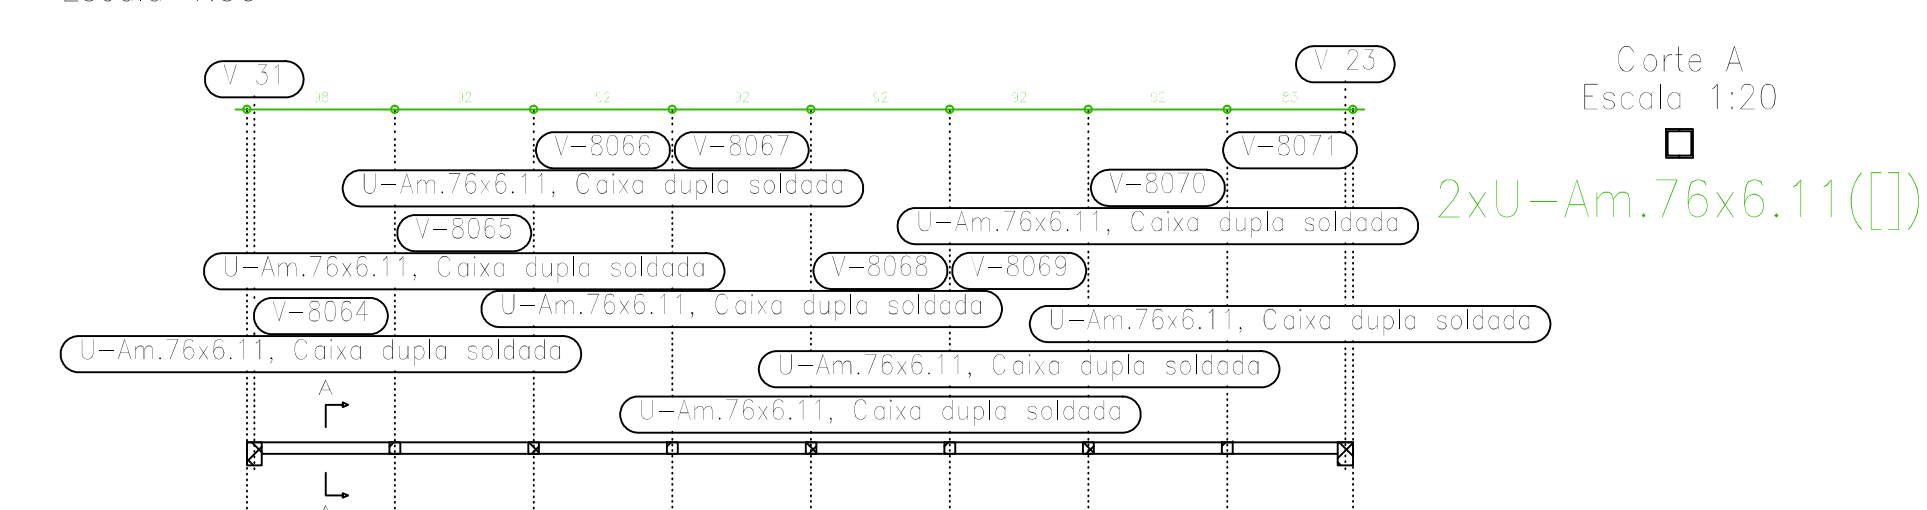 V 31
V 23
Corte A
Escala 1:20
98
92
92
92
92
92
92
83
V-8066
V-8067
V-8071
U-Am.76x6.11, Caixa dupla soldada
V-8070
2xU-Am.76x6.11([])
U-Am.76x6.11, Caixa dupla soldada
V-8065
U-Am.76x6.11, Caixa dupla soldada
V-8068
V-8069
U-Am.76x6.11, Caixa dupla soldada
V-8064
U-Am.76x6.11, Caixa dupla soldada
U-Am.76x6.11, Caixa dupla soldada
U-Am.76x6.11, Caixa dupla soldada
A
U-Am.76x6.11, Caixa dupla soldada